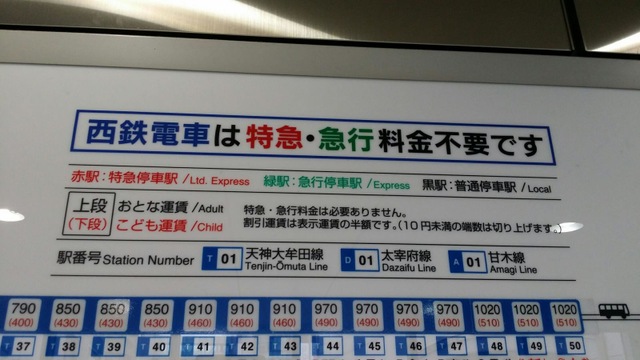 西鉄電車は特急・急行料金不要です
赤駅:特急停車駅/Ltd. Express 緑駅:急行停車駅/Express 黒駅:普通停車駅/Local
上段 おとな運賃/Adult 特急・急行料金は必要ありません。
(下段) こども運賃/Child 割引運賃は表示運賃の半額です。(10円未満の端数は切り上げます。)
駅番号 Station Number T 01 天神大牟田線 D 01 太宰府線 A 01 甘木線
Tenjin-Ōmuta Line Dazaifu Line Amagi Line
790 850 850 850 910 910 910 970 970 970 1020 1020 1020
(400) (430) (430) (430) (460) (460) (460) (490) (490) (490) (510) (510) (510)
T 37 T 38 T 39 T 40 T 41 T 42 T 43 T 44 T 45 T 46 T 47 T 48 T 49 T 50